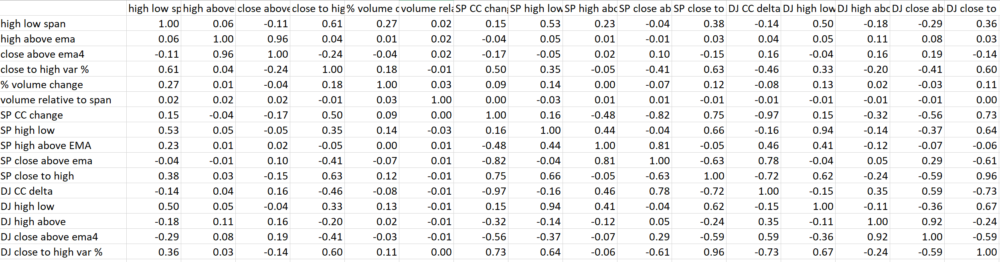 high low sp high above close above close to hig % volume c volume rela SP CC chang SP high low SP high abo SP close ab SP close to DJ CC delta DJ high low DJ high abo DJ close ab DJ close to
high low span 1.00 0.06 -0.11 0.61 0.27 0.02 0.15 0.53 0.23 -0.04 0.38 -0.14 0.50 -0.18 -0.29 0.36
high above ema 0.06 1.00 0.96 0.04 0.01 0.02 -0.04 0.05 0.01 -0.01 0.03 0.04 0.05 0.11 0.08 0.03
close above ema4 -0.11 0.96 1.00 -0.24 -0.04 0.02 -0.17 -0.05 0.02 0.10 -0.15 0.16 -0.04 0.16 0.19 -0.14
close to high var % 0.61 0.04 -0.24 1.00 0.18 -0.01 0.50 0.35 -0.05 -0.41 0.63 -0.46 0.33 -0.20 -0.41 0.60
% volume change 0.27 0.01 -0.04 0.18 1.00 0.03 0.09 0.14 0.00 -0.07 0.12 -0.08 0.13 0.02 -0.03 0.11
volume relative to span 0.02 0.02 0.02 -0.01 0.03 1.00 0.00 -0.03 0.01 0.01 -0.01 -0.01 -0.01 -0.01 -0.01 0.00
SP CC change 0.15 -0.04 -0.17 0.50 0.09 0.00 1.00 0.16 -0.48 -0.82 0.75 -0.97 0.15 -0.32 -0.56 0.73
SP high low 0.53 0.05 -0.05 0.35 0.14 -0.03 0.16 1.00 0.44 -0.04 0.66 -0.16 0.94 -0.14 -0.37 0.64
SP high above EMA 0.23 0.01 0.02 -0.05 0.00 0.01 -0.48 0.44 1.00 0.81 -0.05 0.46 0.41 -0.12 -0.07 -0.06
SP close above ema -0.04 -0.01 0.10 -0.41 -0.07 0.01 -0.82 -0.04 0.81 1.00 -0.63 0.78 -0.04 0.05 0.29 -0.61
SP close to high 0.38 0.03 -0.15 0.63 0.12 -0.01 0.75 0.66 -0.05 -0.63 1.00 -0.72 0.62 -0.24 -0.59 0.96
DJ CC delta -0.14 0.04 0.16 -0.46 -0.08 -0.01 -0.97 -0.16 0.46 0.78 -0.72 1.00 -0.15 0.35 0.59 -0.73
DJ high low 0.50 0.05 -0.04 0.33 0.13 -0.01 0.15 0.94 0.41 -0.04 0.62 -0.15 1.00 -0.11 -0.36 0.67
DJ high above -0.18 0.11 0.16 -0.20 0.02 -0.01 -0.32 -0.14 -0.12 0.05 -0.24 0.35 -0.11 1.00 0.92 -0.24
DJ close above ema4 -0.29 0.08 0.19 -0.41 -0.03 -0.01 -0.56 -0.37 -0.07 0.29 -0.59 0.59 -0.36 0.92 1.00 -0.59
DJ close to high var % 0.36 0.03 -0.14 0.60 0.11 0.00 0.73 0.64 -0.06 -0.61 0.96 -0.73 0.67 -0.24 -0.59 1.00